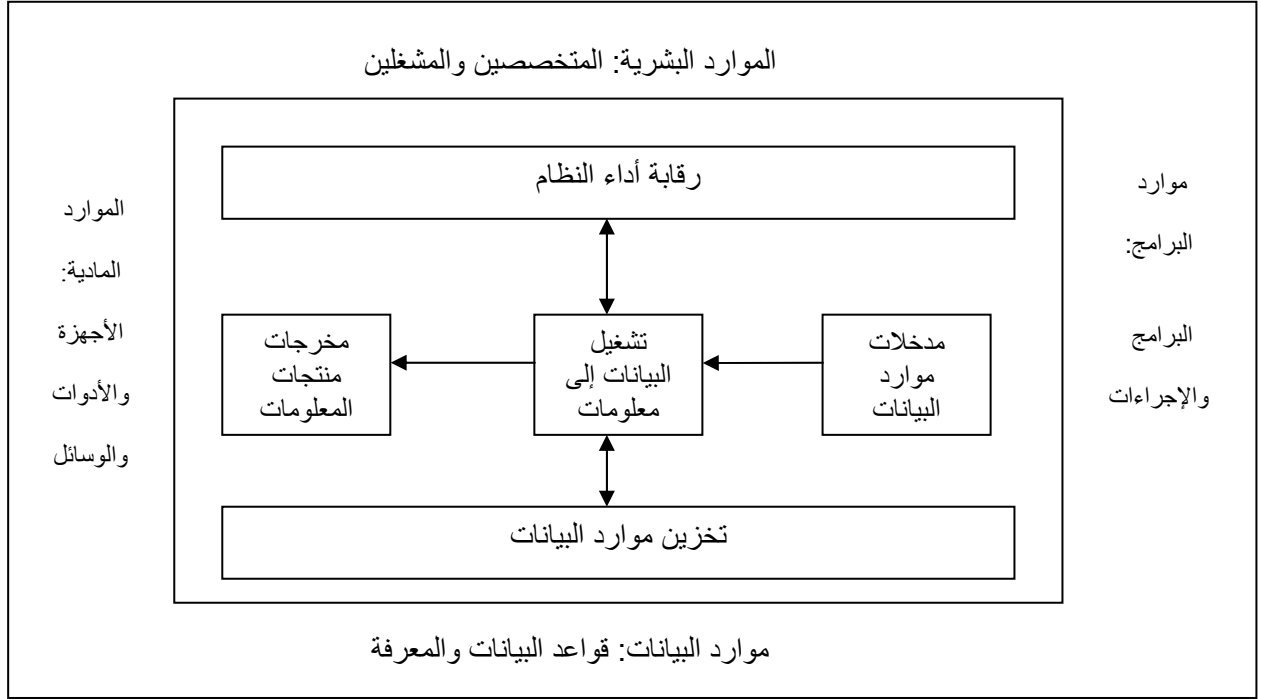 الموارد البشرية: المتخصصين والمشغلين
رقابة أداء النظام
موارد
البرامج:
البرامج
والإجراءات
مدخلات
موارد
البيانات
تشغيل
البيانات إلى
معلومات
مخرجات
منتجات
المعلومات
الموارد
المادية:
الأجهزة
والأدوات
والوسائل
تخزين موارد البيانات
موارد البيانات: قواعد البيانات والمعرفة